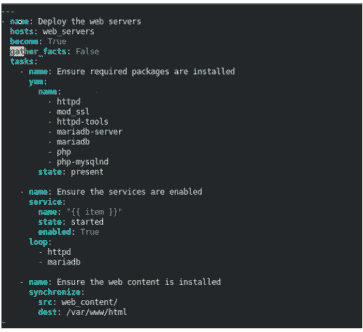 ---
- name: Deploy the web servers
  hosts: web_servers
  become: True
  gather_facts: False
  tasks:
    - name: Ensure required packages are installed
      yum:
        name:
          - httpd
          - mod_ssl
          - httpd-tools
          - mariadb-server
          - mariadb
          - php
          - php-mysqlnd
        state: present

    - name: Ensure the services are enabled
      service:
        name: "{{ item }}"
        state: started
        enabled: True
      loop:
        - httpd
        - mariadb

    - name: Ensure the web content is installed
      synchronize:
        src: web_content/
        dest: /var/www/html
~